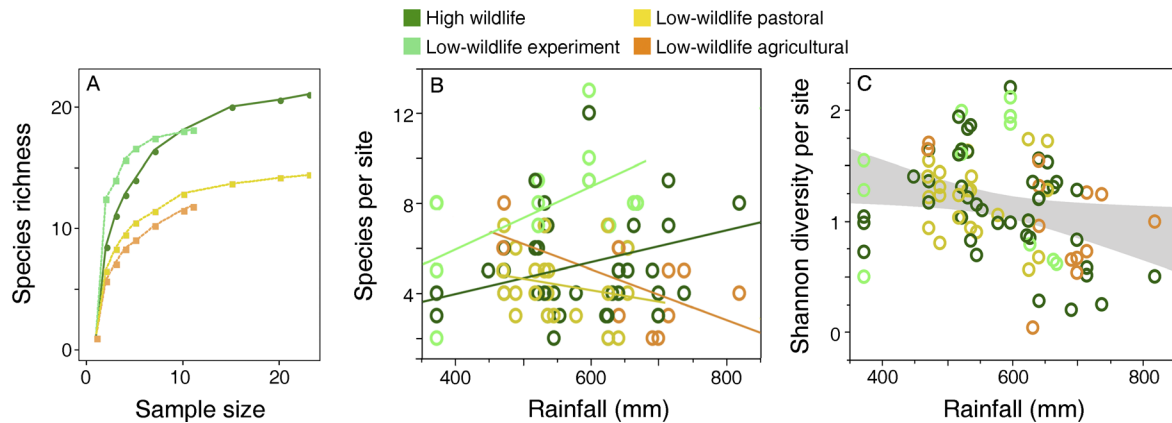 High wildlife
Low-wildlife pastoral
Low-wildlife experiment
Low-wildlife agricultural
A
Species richness
20
10
0
0
10
20
Sample size
B
Species per site
12
8
4
400
600
800
Rainfall (mm)
C
Shannon diversity per site
2
1
0
400
600
800
Rainfall (mm)